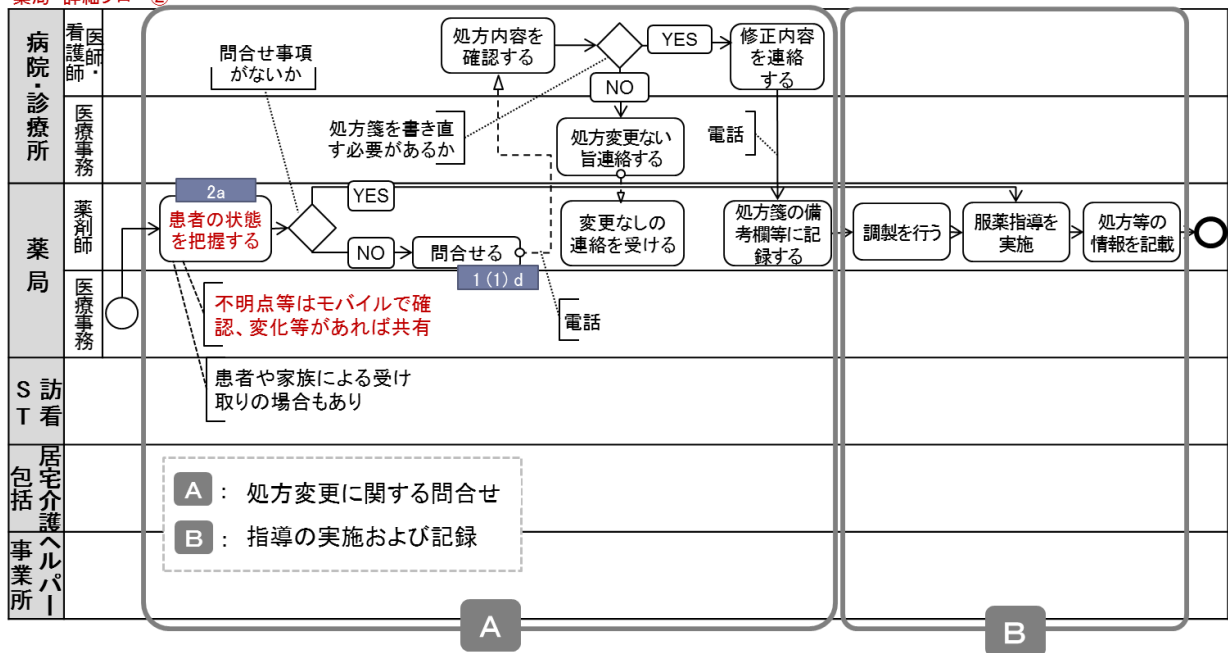 薬局 詳細フロー②
病院・診療所
医師・
看護師
問合せ事項
がないか
処方内容を
確認する
YES
修正内容
を連絡
する
NO
医療事務
処方箋を書き直
す必要があるか
処方変更ない
旨連絡する
電話
薬局
薬剤師
2a
患者の状態
を把握する
YES
NO
問合せる
1(1)d
変更なしの
連絡を受ける
処方箋の備
考欄等に記
録する
調製を行う
服薬指導を
実施
処方等の
情報を記載
医療事務
不明点等はモバイルで確
認、変化等があれば共有
電話
訪看
ST
患者や家族による受け
取りの場合もあり
居宅介護
包括
A : 処方変更に関する問合せ
B : 指導の実施および記録
ヘルパー
事業所
A
B